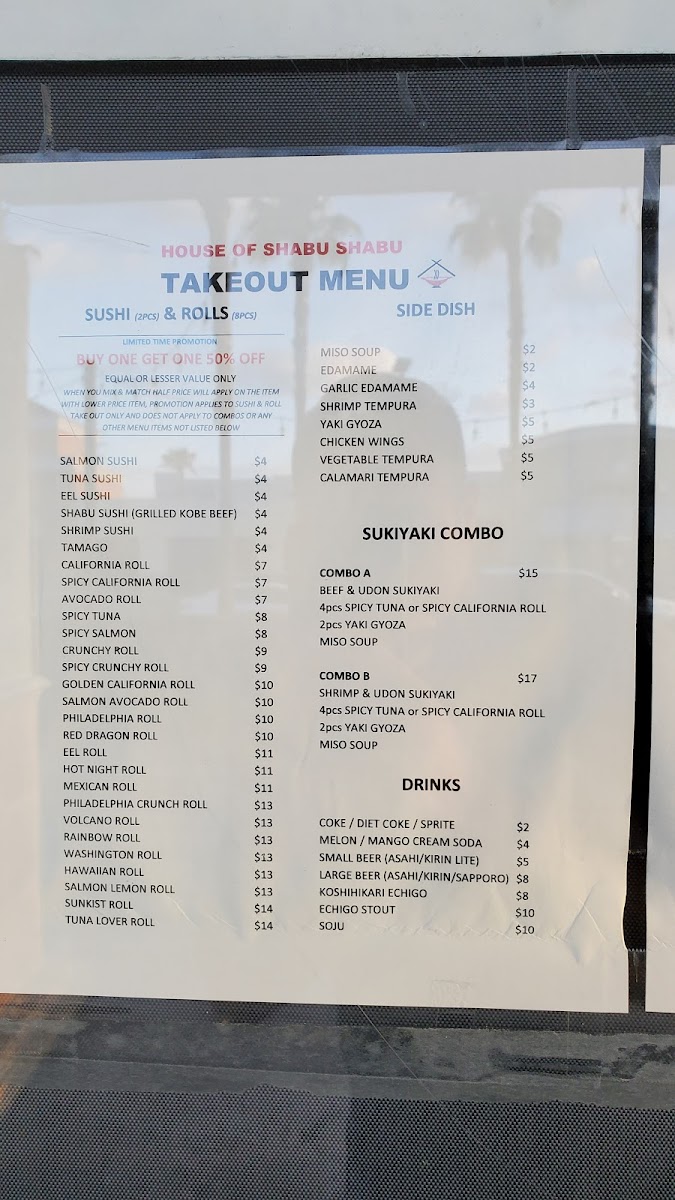 HOUSE OF SHABU SHABU
TAKEOUT MENU
SUSHI (2PCS) & ROLLS (8PCS)
LIMITED TIME PROMOTION
BUY ONE GET ONE 50% OFF
EQUAL OR LESSER VALUE ONLY
WHEN YOU MIX & MATCH HALF PRICE WILL APPLY ON THE ITEM
WITH LOWER PRICE ITEM, PROMOTION APPLIES TO SUSHI & ROLL
TAKE OUT ONLY AND DOES NOT APPLY TO COMBOS OR ANY
OTHER MENU ITEMS NOT LISTED BELOW
SALMON SUSHI $4
TUNA SUSHI $4
EEL SUSHI $4
SHABU SUSHI (GRILLED KOBE BEEF) $4
SHRIMP SUSHI $4
TAMAGO $4
CALIFORNIA ROLL $7
SPICY CALIFORNIA ROLL $7
AVOCADO ROLL $7
SPICY TUNA $8
SPICY SALMON $8
CRUNCHY ROLL $9
SPICY CRUNCHY ROLL $9
GOLDEN CALIFORNIA ROLL $10
SALMON AVOCADO ROLL $10
PHILADELPHIA ROLL $10
RED DRAGON ROLL $10
EEL ROLL $11
HOT NIGHT ROLL $11
MEXICAN ROLL $11
PHILADELPHIA CRUNCH ROLL $13
VOLCANO ROLL $13
RAINBOW ROLL $13
WASHINGTON ROLL $13
HAWAIIAN ROLL $13
SALMON LEMON ROLL $13
SUNKIST ROLL $14
TUNA LOVER ROLL $14
SIDE DISH
MISO SOUP $2
EDAMAME $2
GARLIC EDAMAME $4
SHRIMP TEMPURA $3
YAKI GYOZA $5
CHICKEN WINGS $5
VEGETABLE TEMPURA $5
CALAMARI TEMPURA $5
SUKIYAKI COMBO
COMBO A $15
BEEF & UDON SUKIYAKI
4pcs SPICY TUNA or SPICY CALIFORNIA ROLL
2pcs YAKI GYOZA
MISO SOUP
COMBO B $17
SHRIMP & UDON SUKIYAKI
4pcs SPICY TUNA or SPICY CALIFORNIA ROLL
2pcs YAKI GYOZA
MISO SOUP
DRINKS
COKE / DIET COKE / SPRITE $2
MELON / MANGO CREAM SODA $4
SMALL BEER (ASAHI/KIRIN LITE) $5
LARGE BEER (ASAHI/KIRIN/SAPPORO) $8
KOSHIHIKARI ECHIGO $8
ECHIGO STOUT $10
SOJU $10